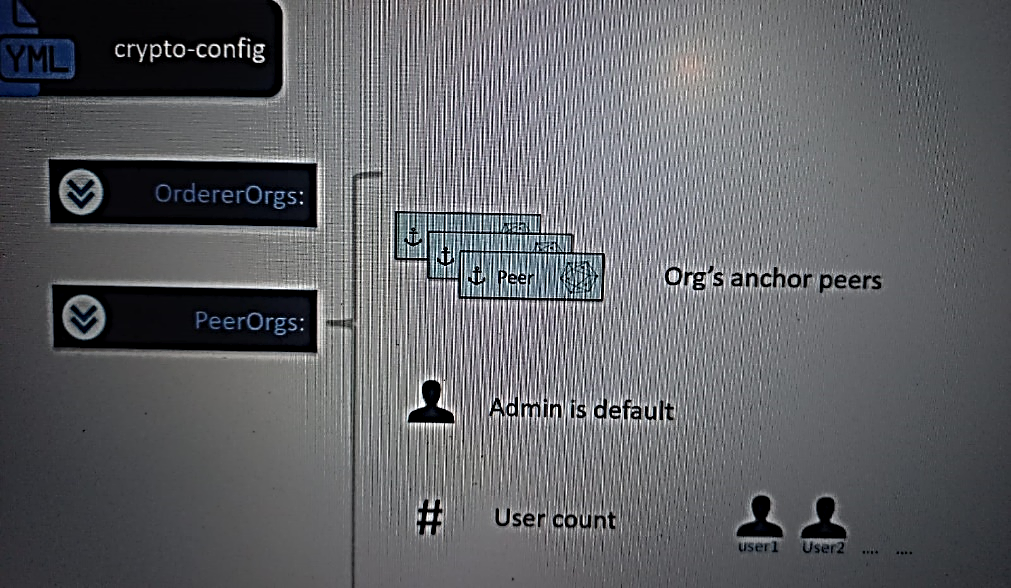 YML
crypto-config
OrdererOrgs:
PeerOrgs:
Peer
Org's anchor peers
Admin is default
#
User count
user1 User2 .... ....